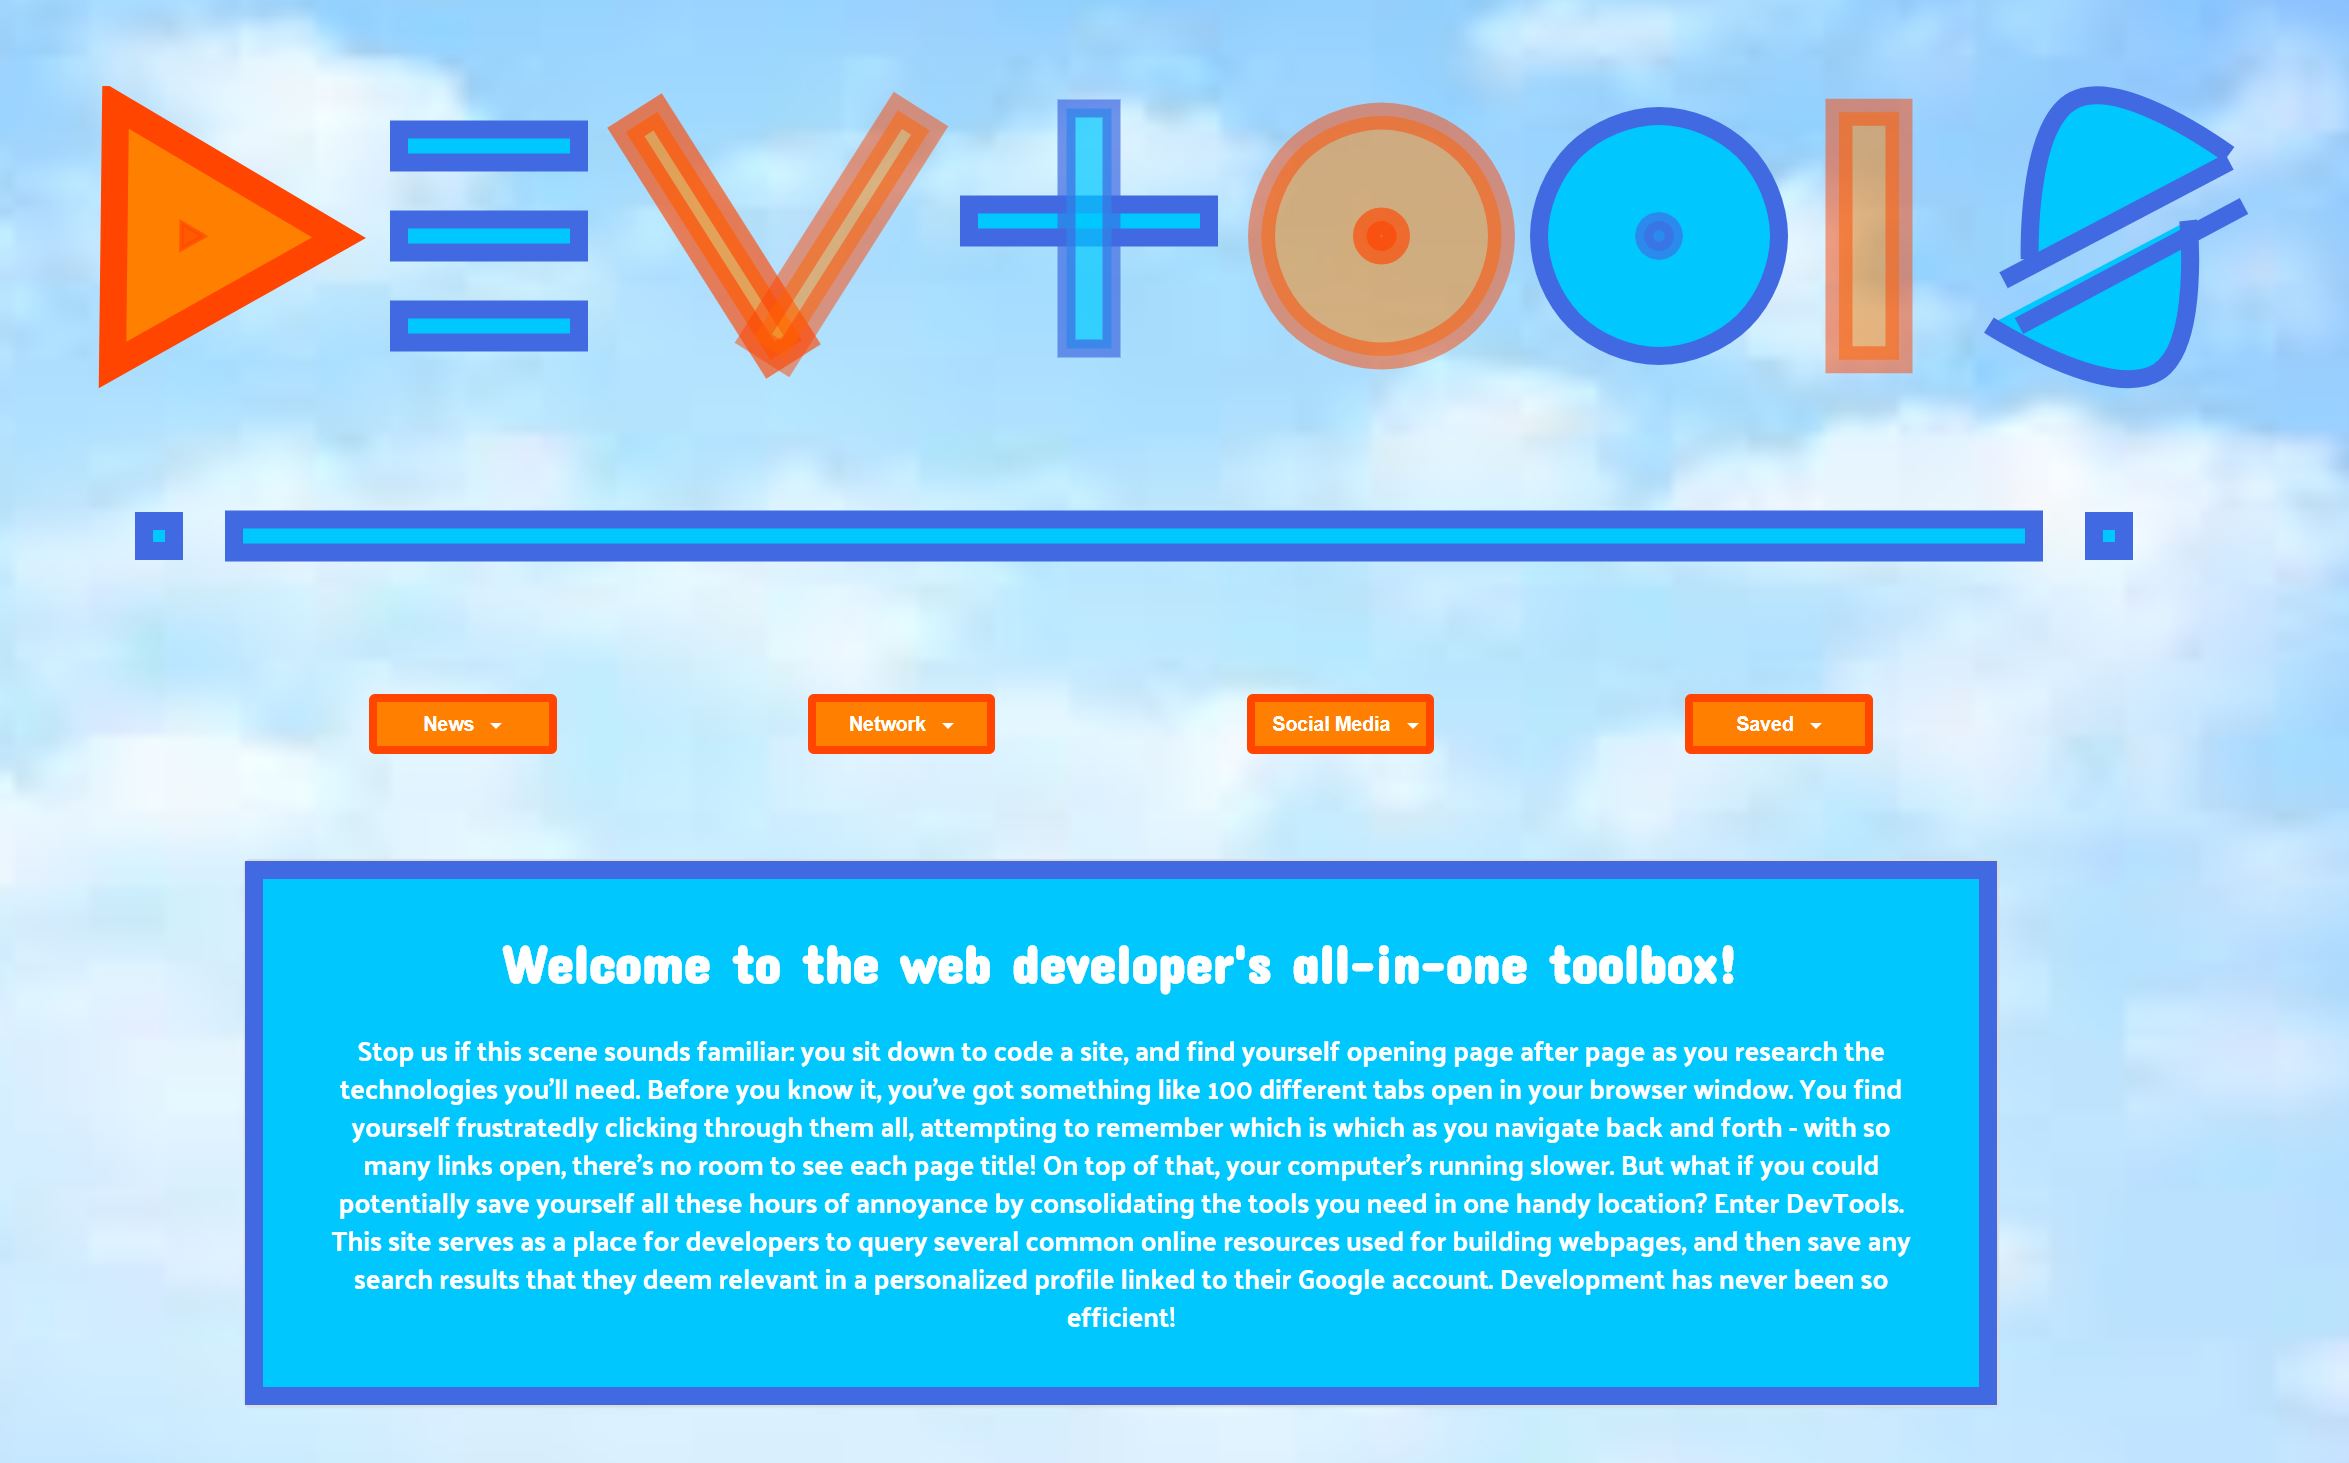 DEVtOOlS
News
Network
Social Media
Saved
Welcome to the web developer's all-in-one toolbox!
Stop us if this scene sounds familiar: you sit down to code a site, and find yourself opening page after page as you research the
technologies you’ll need. Before you know it, you’ve got something like 100 different tabs open in your browser window. You find
yourself frustratedly clicking through them all, attempting to remember which is which as you navigate back and forth - with so
many links open, there’s no room to see each page title! On top of that, your computer’s running slower. But what if you could
potentially save yourself all these hours of annoyance by consolidating the tools you need in one handy location? Enter DevTools.
This site serves as a place for developers to query several common online resources used for building webpages, and then save any
search results that they deem relevant in a personalized profile linked to their Google account. Development has never been so
efficient!